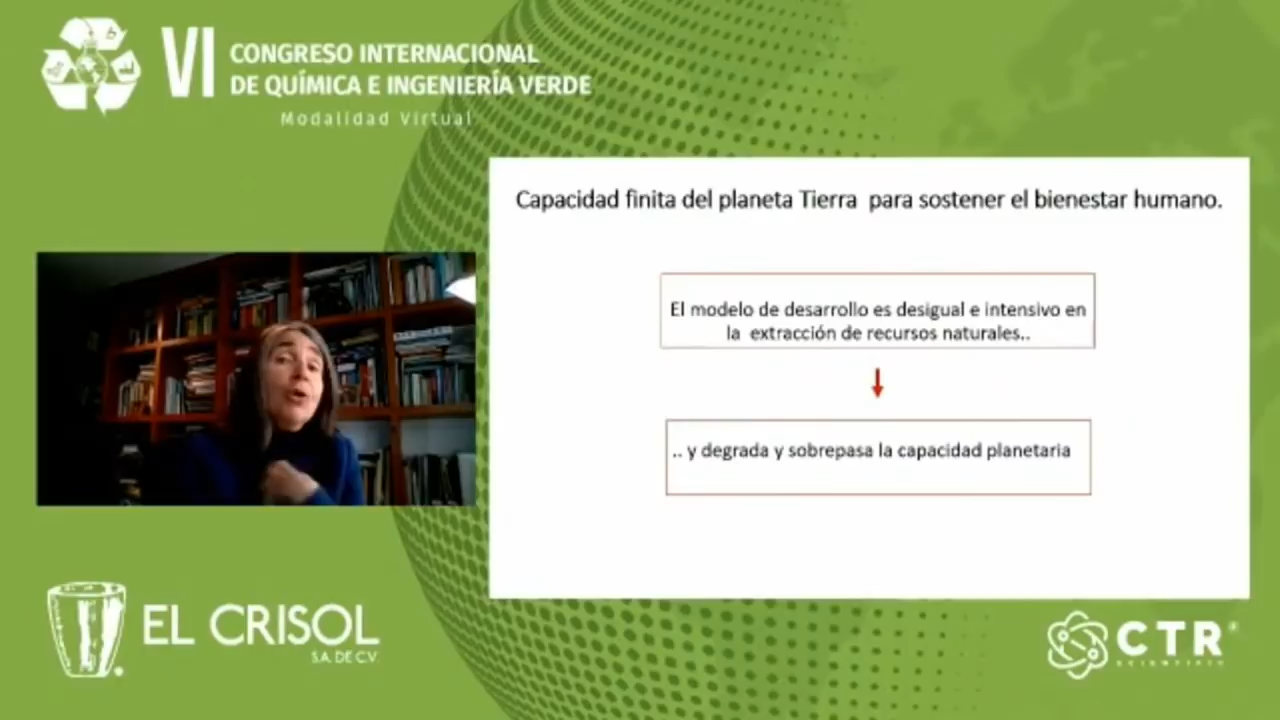 VI
CONGRESO INTERNACIONAL
DE QUÍMICA E INGENIERÍA VERDE
Modalidad Virtual
Capacidad finita del planeta Tierra para sostener el bienestar humano.
El modelo de desarrollo es desigual e intensivo en
la extracción de recursos naturales..
.. y degrada y sobrepasa la capacidad planetaria
EL CRISOL
S.A. DE C.V.
CTR
SCIENTIFIC